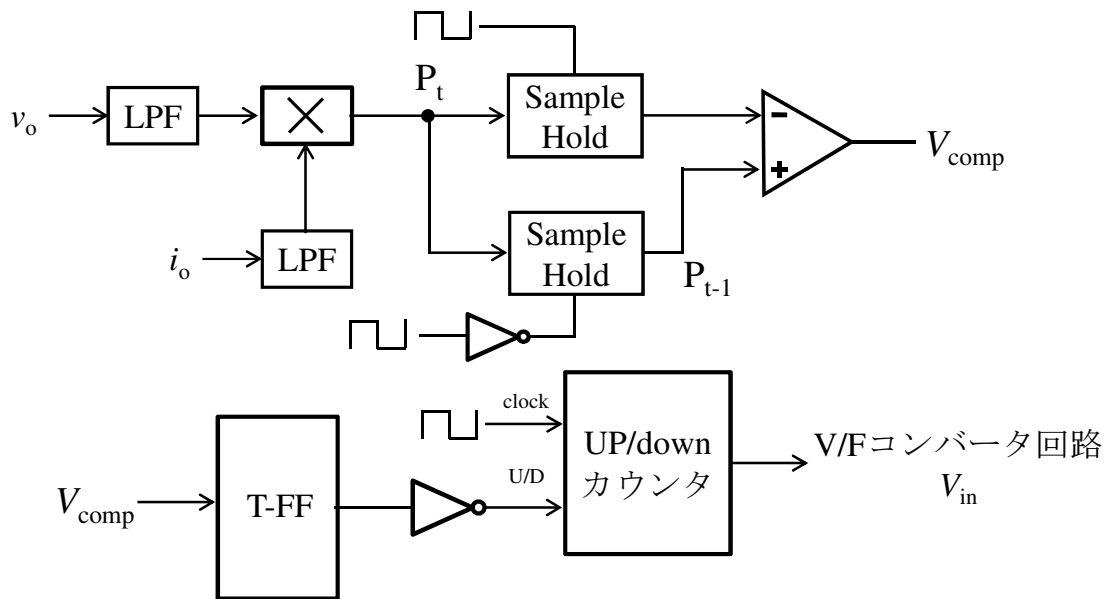 P_t
Sample
Hold
v_o
LPF
-
+
V_comp
i_o
LPF
Sample
Hold
P_t-1
clock
UP/down
カウンタ
V/Fコンバータ回路
V_in
U/D
V_comp
T-FF